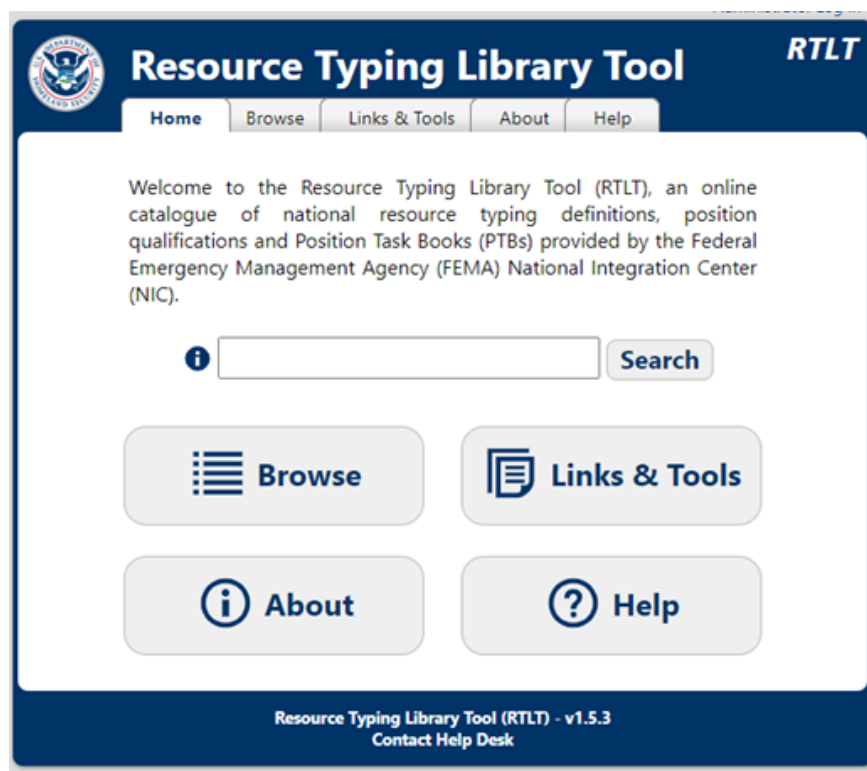 RTLT
Resource Typing Library Tool
Home Browse Links & Tools About Help
Welcome to the Resource Typing Library Tool (RTLT), an online
catalogue of national resource typing definitions, position
qualifications and Position Task Books (PTBs) provided by the Federal
Emergency Management Agency (FEMA) National Integration Center
(NIC).
Search
Browse
Links & Tools
About
Help
Resource Typing Library Tool (RTLT) - v1.5.3
Contact Help Desk